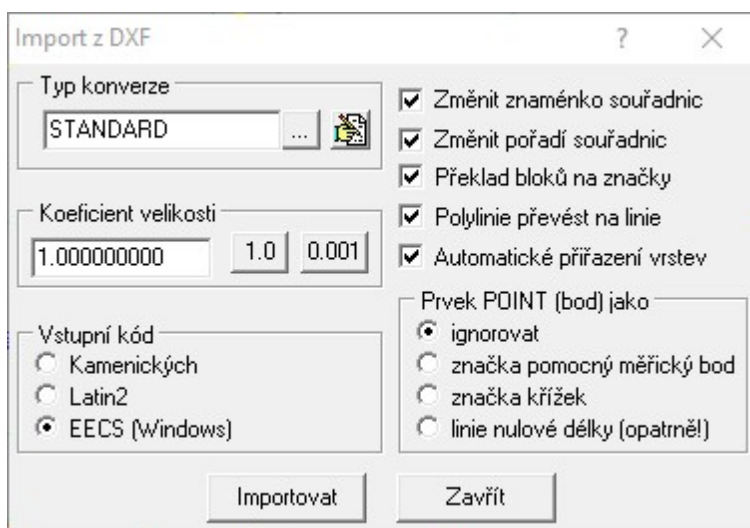 Import z DXF
?
Typ konverze
STANDARD
...
Koeficient velikosti
1.000000000
1.0
0.001
Vstupní kód
Kamenických
Latin2
EECS (Windows)
Změnit znaménko souřadnic
Změnit pořadí souřadnic
Překlad bloků na značky
Polylinie převést na linie
Automatické přiřazení vrstev
Prvek POINT (bod) jako
ignorovat
značka pomocný měřický bod
značka křížek
linie nulové délky (opatrně!)
Importovat
Zavřít